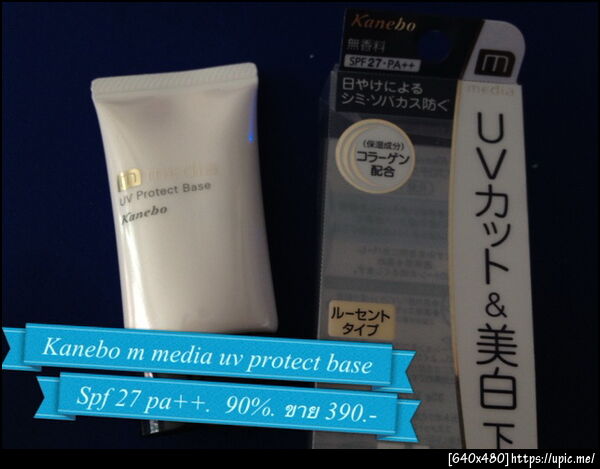 m media
UV Protect Base
Kanebo
Kanebo
無香料
SPF 27・PA++
m
media
日やけによる
シミ・ソバカス防ぐ
(保湿成分)
コラーゲン
配合
UVカット&美白 下
ルーセント
タイプ
Kanebo m media uv protect base
Spf 27 pa++. 90%. ขาย 390.-
[640x480]https://upic.me/